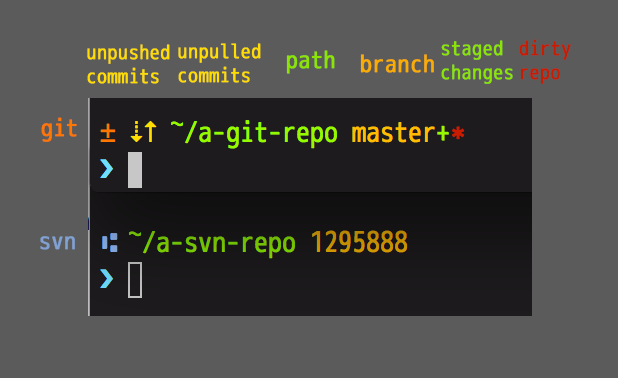 unpushed commits
unpulled commits
path
branch
staged changes
dirty repo
git
± ⇣↑ ~/a-git-repo master+*
❯
svn
⑆ ~/a-svn-repo 1295888
❯